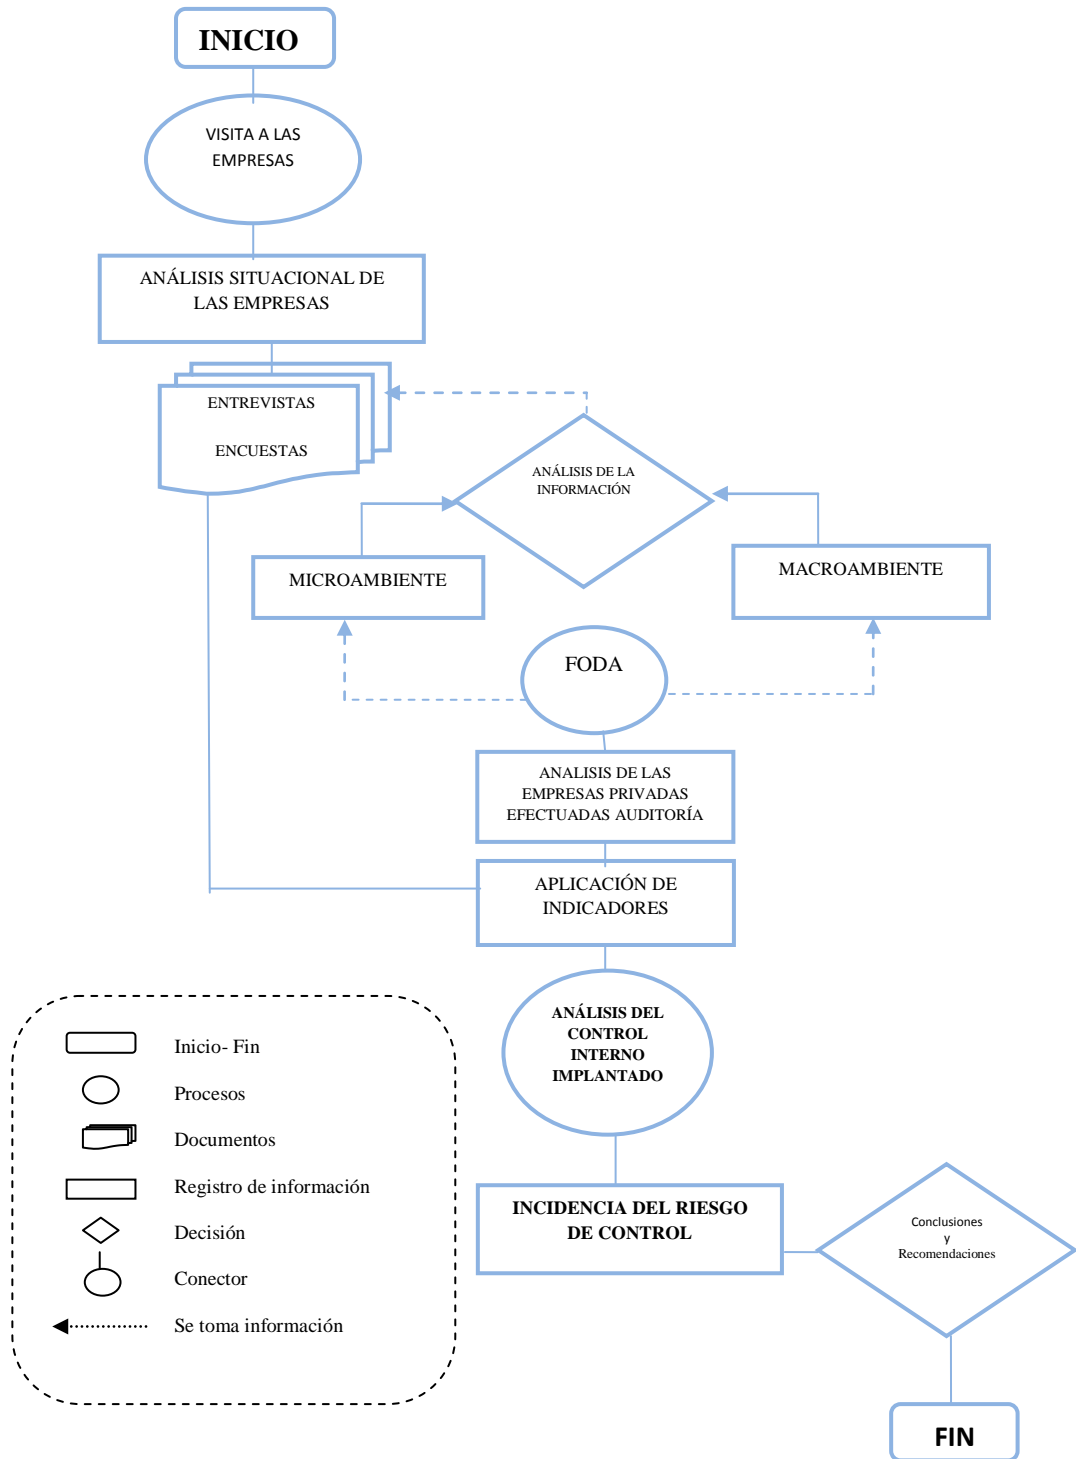 INICIO
VISITA A LAS
EMPRESAS
ANÁLISIS SITUACIONAL DE
LAS EMPRESAS
ENTREVISTAS
ENCUESTAS
ANÁLISIS DE LA
INFORMACIÓN
MICROAMBIENTE
MACROAMBIENTE
FODA
ANALISIS DE LAS
EMPRESAS PRIVADAS
EFECTUADAS AUDITORÍA
APLICACIÓN DE
INDICADORES
ANÁLISIS DEL
CONTROL
INTERNO
IMPLANTADO
INCIDENCIA DEL RIESGO
DE CONTROL
Conclusiones
y
Recomendaciones
FIN
Inicio- Fin
Procesos
Documentos
Registro de información
Decisión
Conector
Se toma información